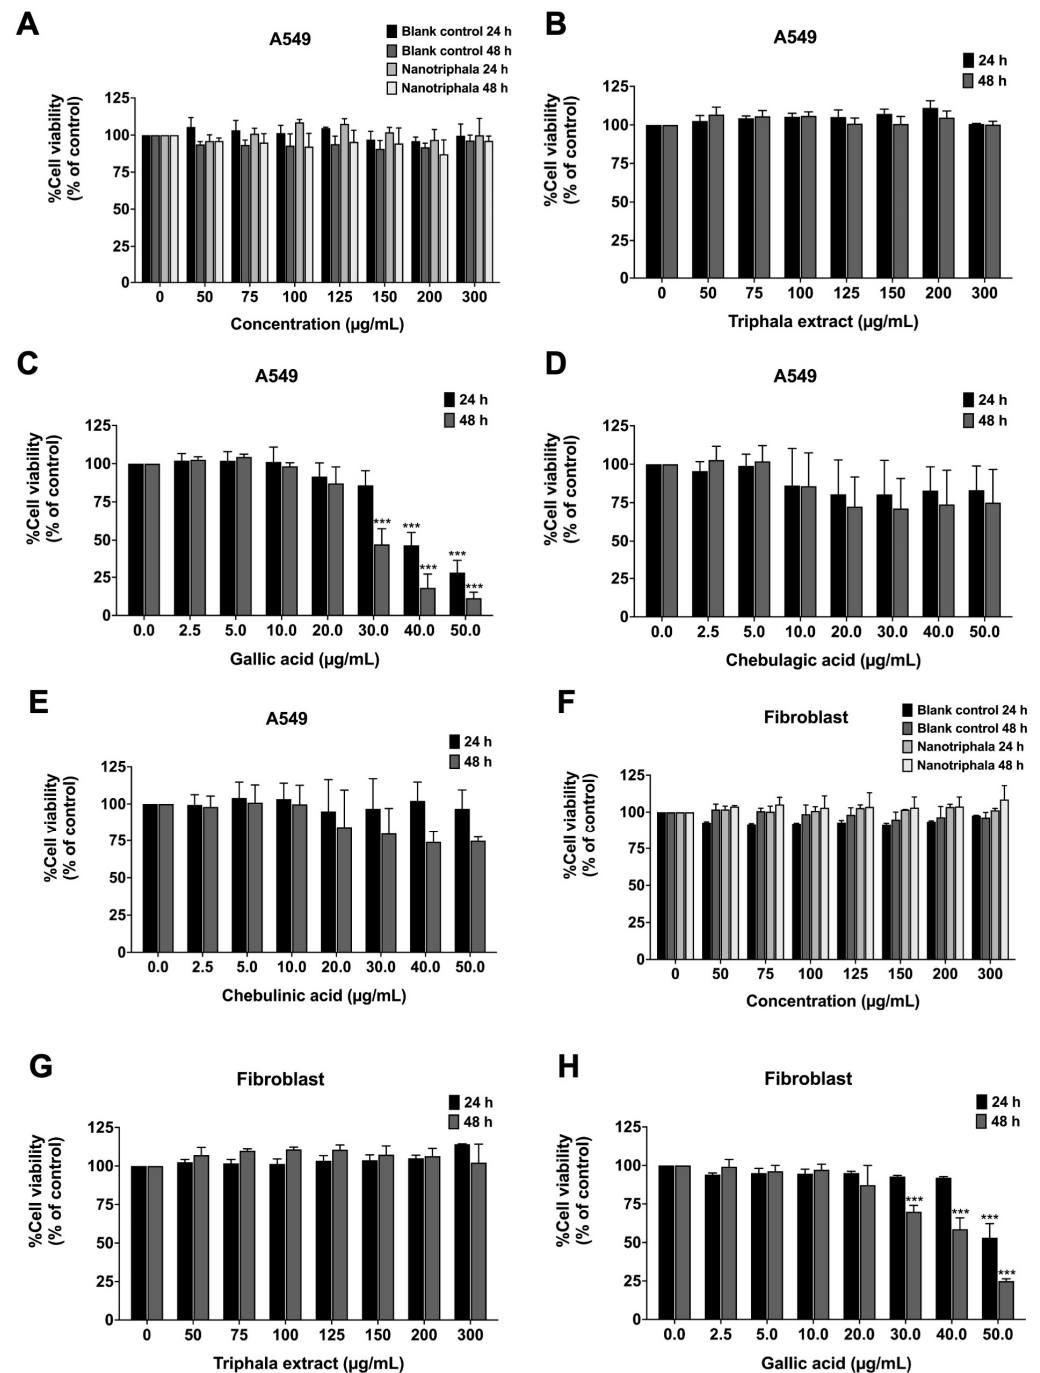 A
A549
Blank control 24 h
Blank control 48 h
Nanotriphala 24 h
Nanotriphala 48 h
%Cell viability
(% of control)
125
100
75
50
25
0
0 50 75 100 125 150 200 300
Concentration (µg/mL)
B
A549
24 h
48 h
%Cell viability
(% of control)
125
100
75
50
25
0
0 50 75 100 125 150 200 300
Triphala extract (µg/mL)
C
A549
24 h
48 h
%Cell viability
(% of control)
125
100
75
50
25
0
*** *** *** *** ***
0.0 2.5 5.0 10.0 20.0 30.0 40.0 50.0
Gallic acid (µg/mL)
D
A549
24 h
48 h
%Cell viability
(% of control)
125
100
75
50
25
0
0.0 2.5 5.0 10.0 20.0 30.0 40.0 50.0
Chebulagic acid (µg/mL)
E
A549
24 h
48 h
%Cell viability
(% of control)
125
100
75
50
25
0
0.0 2.5 5.0 10.0 20.0 30.0 40.0 50.0
Chebulinic acid (µg/mL)
F
Fibroblast
Blank control 24 h
Blank control 48 h
Nanotriphala 24 h
Nanotriphala 48 h
%Cell viability
(% of control)
125
100
75
50
25
0
0 50 75 100 125 150 200 300
Concentration (µg/mL)
G
Fibroblast
24 h
48 h
%Cell viability
(% of control)
125
100
75
50
25
0
0 50 75 100 125 150 200 300
Triphala extract (µg/mL)
H
Fibroblast
24 h
48 h
%Cell viability
(% of control)
125
100
75
50
25
0
*** *** *** ***
0.0 2.5 5.0 10.0 20.0 30.0 40.0 50.0
Gallic acid (µg/mL)